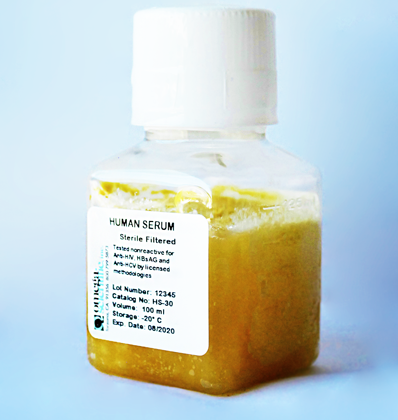 HUMAN SERUM
Sterile Filtered
Tested nonreactive for
Anti-HIV, HBsAG and
Anti-HCV by licensed
methodologies
Lot Number: 12345
Catalog No: HS-30
Volume: 100 ml
Storage: -20° C
Exp. Date: 08/2020